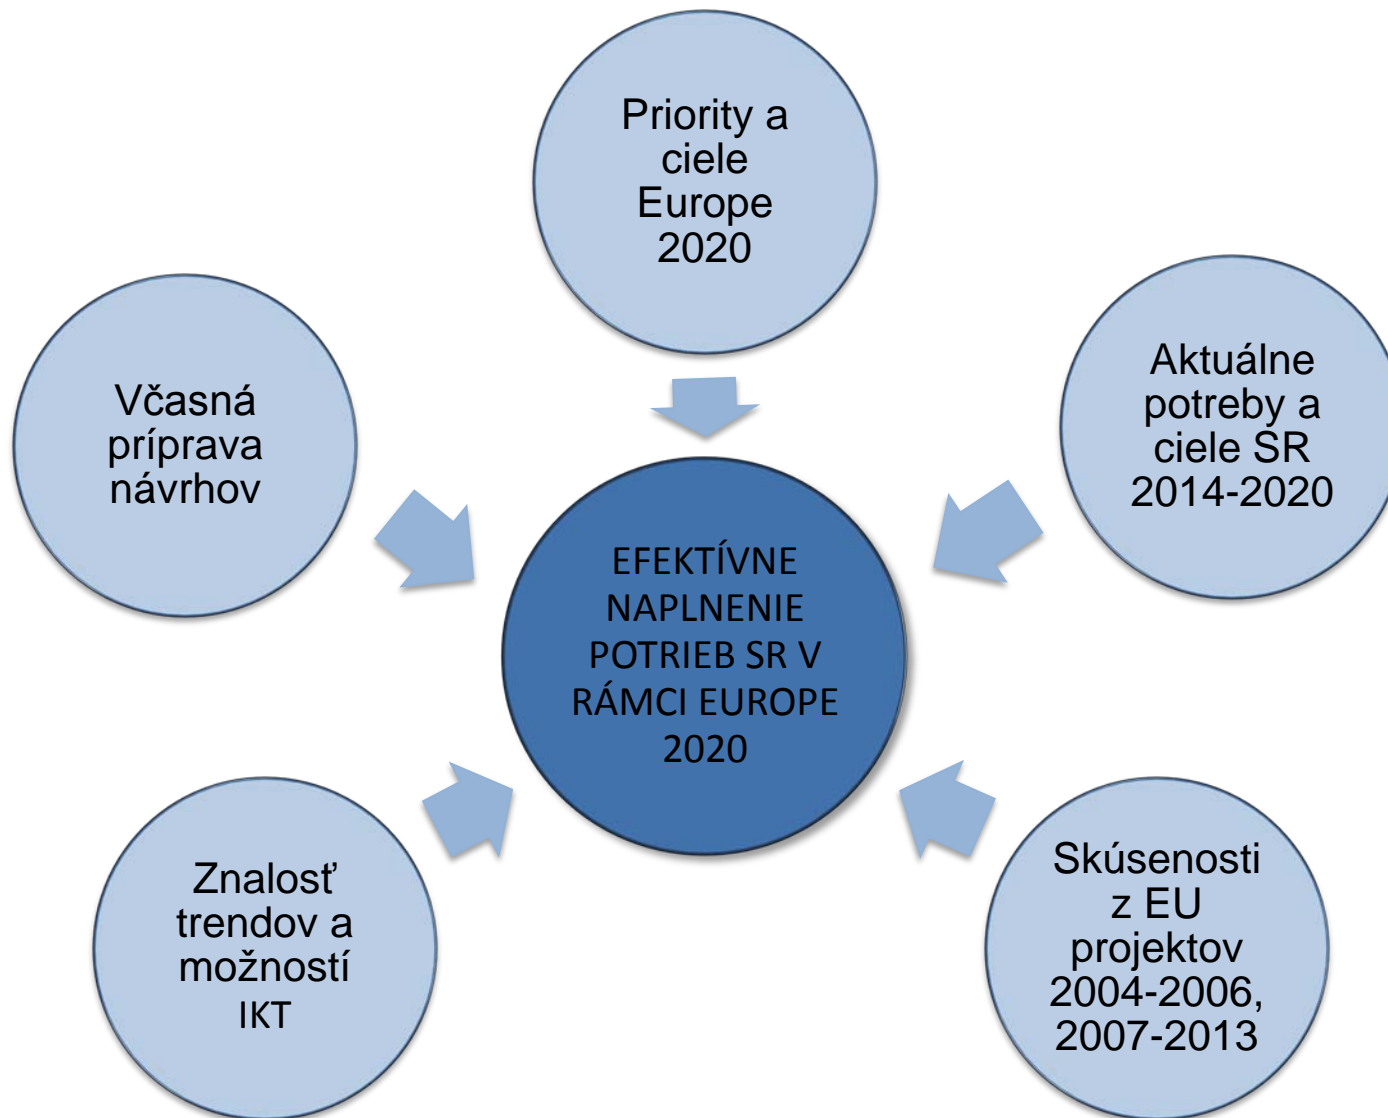 Priority a
ciele
Europe
2020
Včasná
príprava
návrhov
Aktuálne
potreby a
ciele SR
2014-2020
EFEKTÍVNE
NAPLNENIE
POTRIEB SR V
RÁMCI EUROPE
2020
Znalosť
trendov a
možností
IKT
Skúsenosti
z EU
projektov
2004-2006,
2007-2013